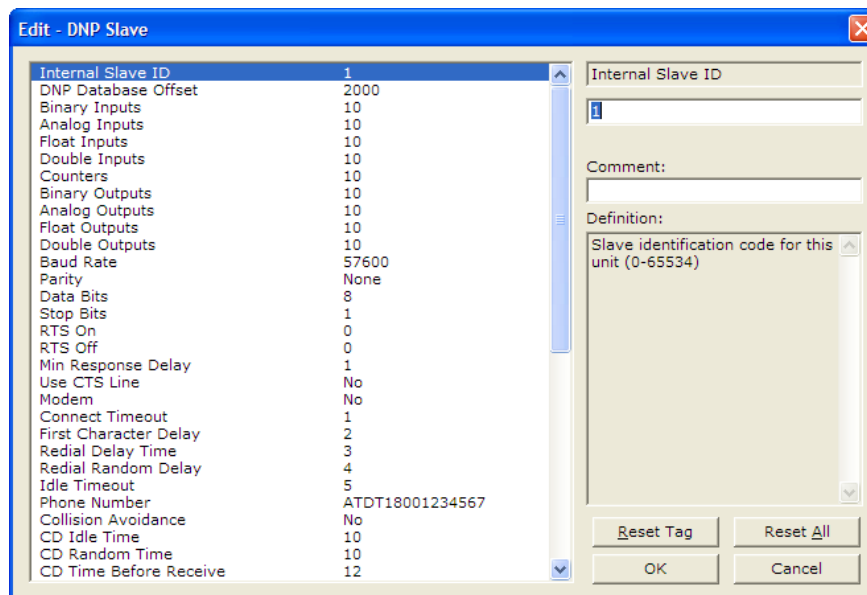 Edit - DNP Slave
Internal Slave ID 1
DNP Database Offset 2000
Binary Inputs 10
Analog Inputs 10
Float Inputs 10
Double Inputs 10
Counters 10
Binary Outputs 10
Analog Outputs 10
Float Outputs 10
Double Outputs 10
Baud Rate 57600
Parity None
Data Bits 8
Stop Bits 1
RTS On 0
RTS Off 0
Min Response Delay 1
Use CTS Line No
Modem No
Connect Timeout 1
First Character Delay 2
Redial Delay Time 3
Redial Random Delay 4
Idle Timeout 5
Phone Number ATDT18001234567
Collision Avoidance No
CD Idle Time 10
CD Random Time 10
CD Time Before Receive 12
Internal Slave ID
1
Comment:
Definition:
Slave identification code for this
unit (0-65534)
Reset Tag Reset All
OK Cancel